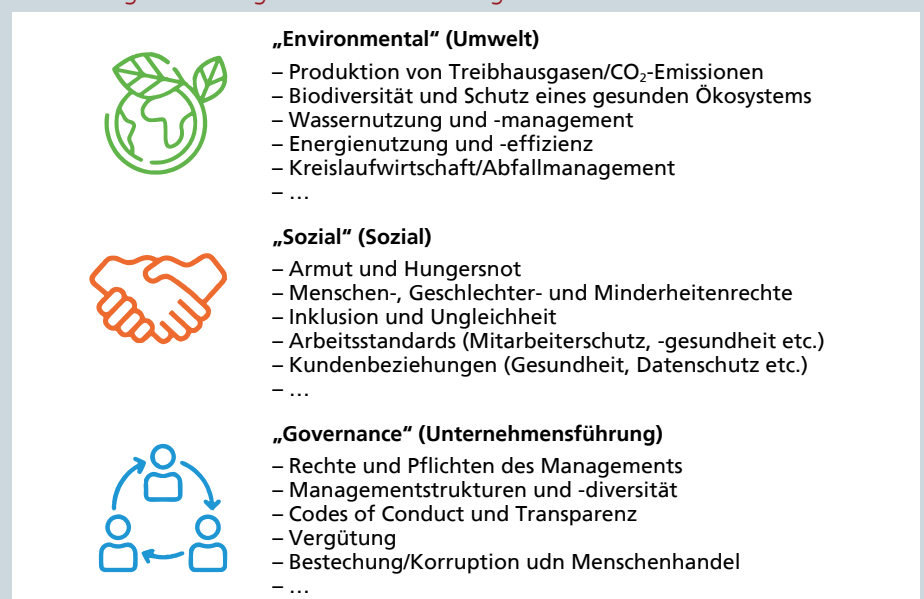 „Environmental“ (Umwelt)
– Produktion von Treibhausgasen/CO₂-Emissionen
– Biodiversität und Schutz eines gesunden Ökosystems
– Wassernutzung und -management
– Energienutzung und -effizienz
– Kreislaufwirtschaft/Abfallmanagement
– …
„Sozial“ (Sozial)
– Armut und Hungersnot
– Menschen-, Geschlechter- und Minderheitenrechte
– Inklusion und Ungleichheit
– Arbeitsstandards (Mitarbeiterschutz, -gesundheit etc.)
– Kundenbeziehungen (Gesundheit, Datenschutz etc.)
– …
„Governance“ (Unternehmensführung)
– Rechte und Pflichten des Managements
– Managementstrukturen und -diversität
– Codes of Conduct und Transparenz
– Vergütung
– Bestechung/Korruption udn Menschenhandel
– …